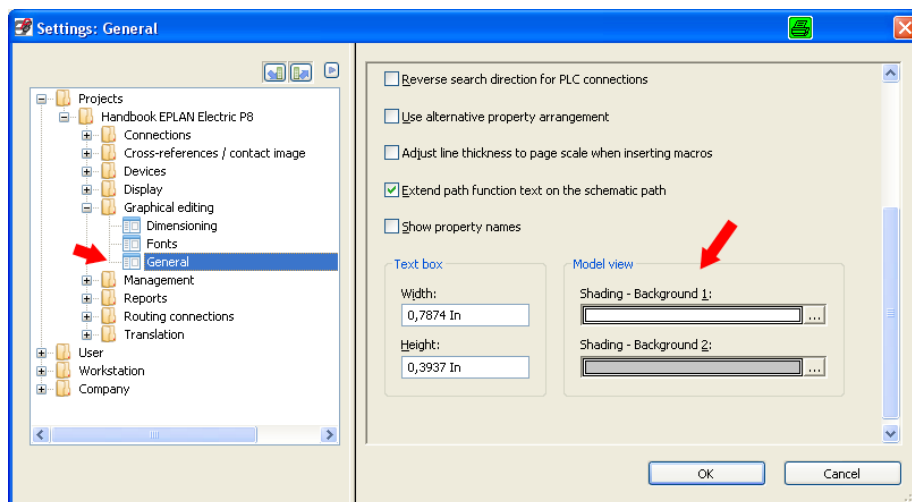 Settings: General
Projects
Handbook EPLAN Electric P8
Connections
Cross-references / contact image
Devices
Display
Graphical editing
Dimensioning
Fonts
General
Management
Reports
Routing connections
Translation
User
Workstation
Company
Reverse search direction for PLC connections
Use alternative property arrangement
Adjust line thickness to page scale when inserting macros
Extend path function text on the schematic path
Show property names
Text box
Width:
0,7874 In
Height:
0,3937 In
Model view
Shading - Background 1:
...
Shading - Background 2:
...
OK
Cancel